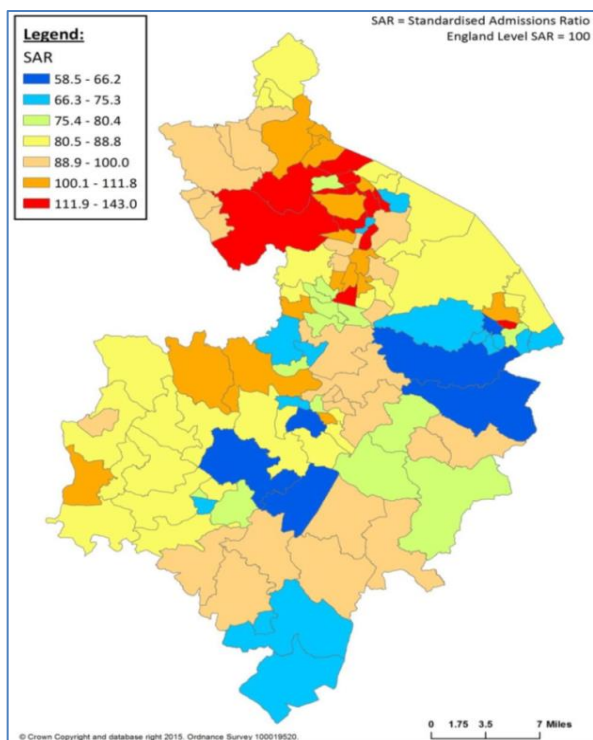 SAR = Standardised Admissions Ratio
England Level SAR = 100
Legend:
SAR
58.5 - 66.2
66.3 - 75.3
75.4 - 80.4
80.5 - 88.8
88.9 - 100.0
100.1 - 111.8
111.9 - 143.0
0 1.75 3.5 7 Miles
© Crown Copyright and database right 2015. Ordnance Survey 100019520.